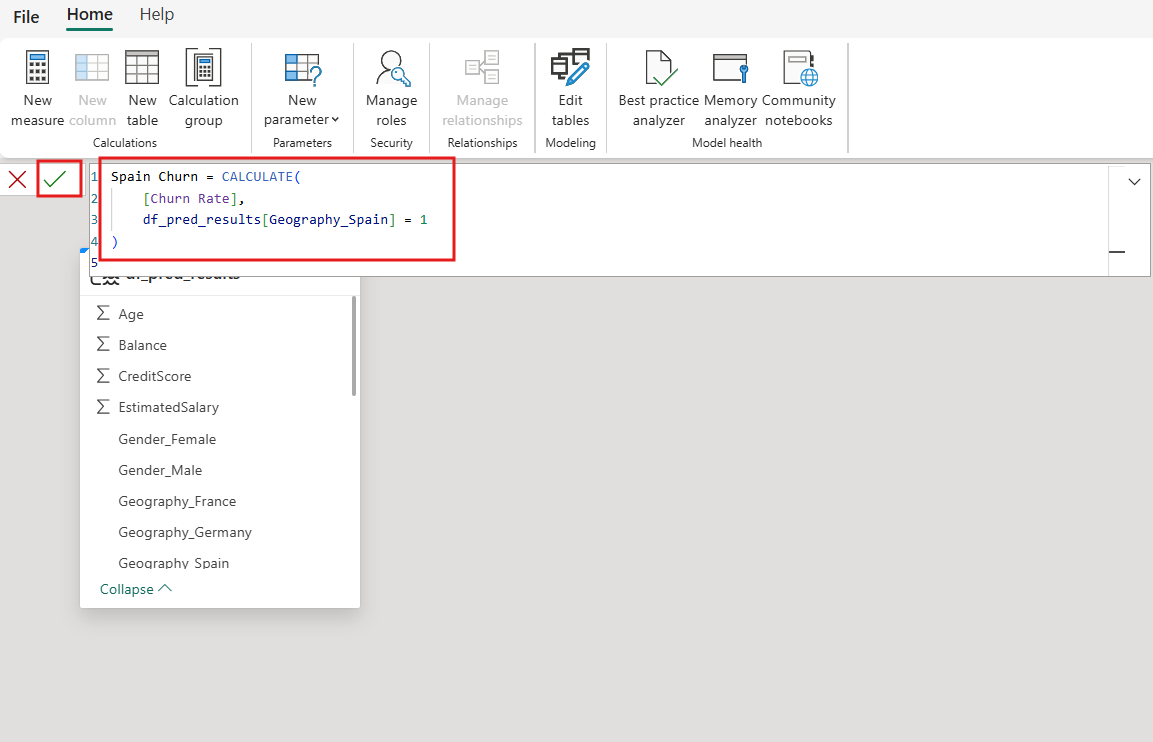 File Home Help
New measure
New column
New table
Calculation group
Calculations
New parameter
Parameters
Manage roles
Security
Manage relationships
Relationships
Edit tables
Modeling
Best practice analyzer
Memory analyzer
Community notebooks
Model health
1 Spain Churn = CALCULATE(
2 [Churn Rate],
3 df_pred_results[Geography_Spain] = 1
4 )
5
df_pred_results
Age
Balance
CreditScore
EstimatedSalary
Gender_Female
Gender_Male
Geography_France
Geography_Germany
Geography_Spain
Collapse